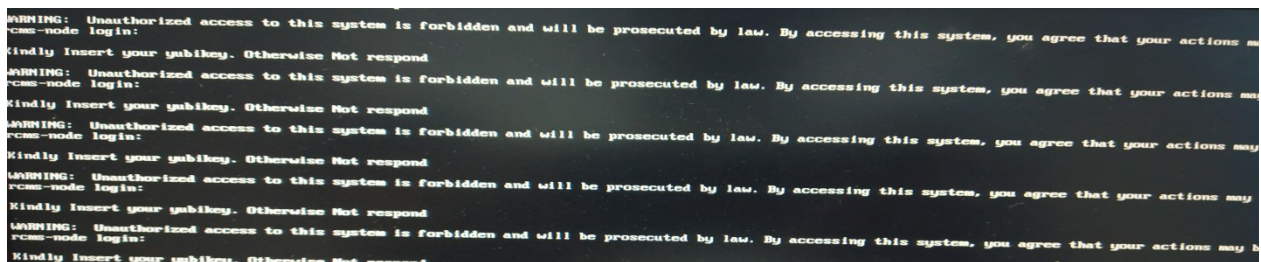 WARNING: Unauthorized access to this system is forbidden and will be prosecuted by law. By accessing this system, you agree that your actions
rcms-node login:
Kindly Insert your yubikey. Otherwise Not respond
WARNING: Unauthorized access to this system is forbidden and will be prosecuted by law. By accessing this system, you agree that your actions may
rcms-node login:
Kindly Insert your yubikey. Otherwise Not respond
WARNING: Unauthorized access to this system is forbidden and will be prosecuted by law. By accessing this system, you agree that your actions may
rcms-node login:
Kindly Insert your yubikey. Otherwise Not respond
WARNING: Unauthorized access to this system is forbidden and will be prosecuted by law. By accessing this system, you agree that your actions may
rcms-node login:
Kindly Insert your yubikey. Otherwise Not respond
WARNING: Unauthorized access to this system is forbidden and will be prosecuted by law. By accessing this system, you agree that your actions may b
rcms-node login:
Kindly Insert your yubikey. Otherwise Not respond